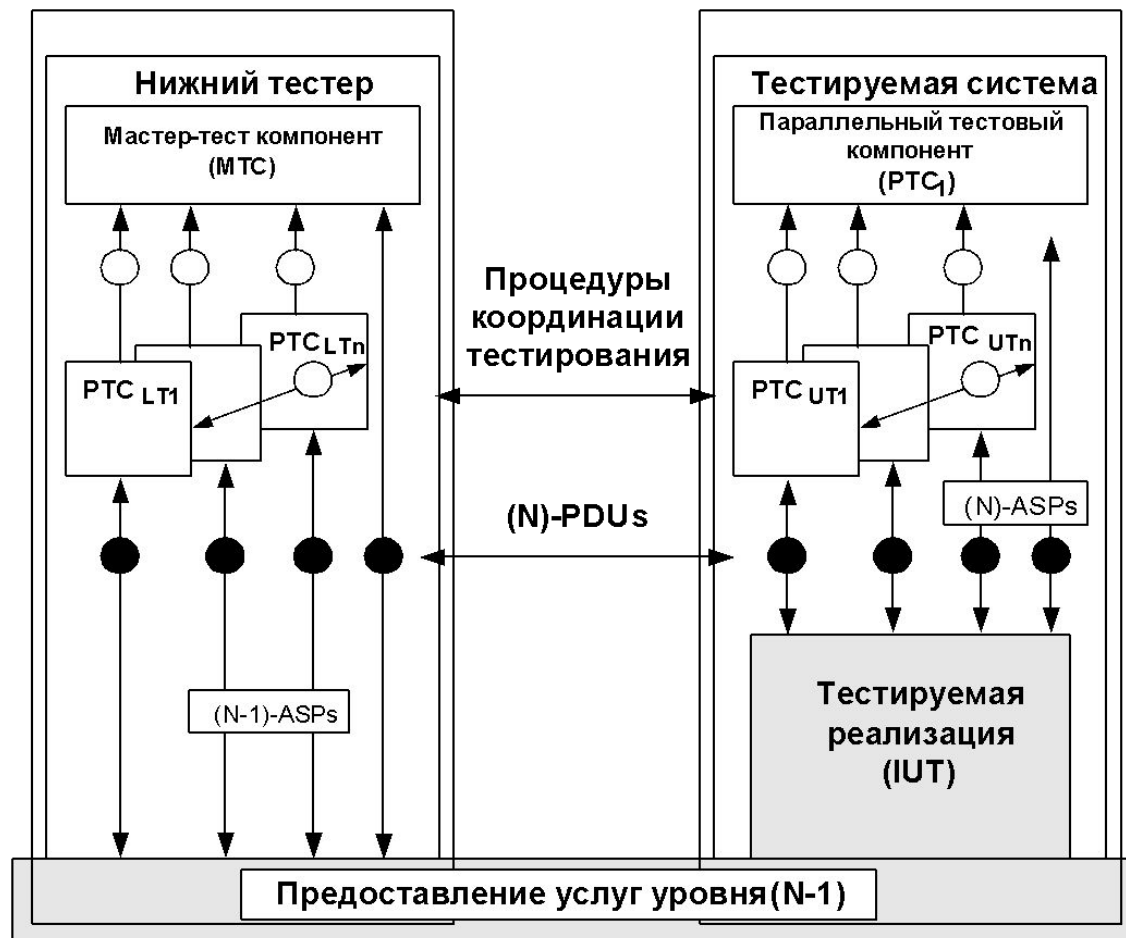 Нижний тестер
Мастер-тест компонент
(MTC)
PTC LTn
PTC LT1
(N-1)-ASPs
Процедуры
координации
тестирования
(N)-PDUs
Тестируемая система
Параллельный тестовый
компонент
(PTC1)
PTC UTn
PTC UT1
(N)-ASPs
Тестируемая
реализация
(IUT)
Предоставление услуг уровня(N-1)